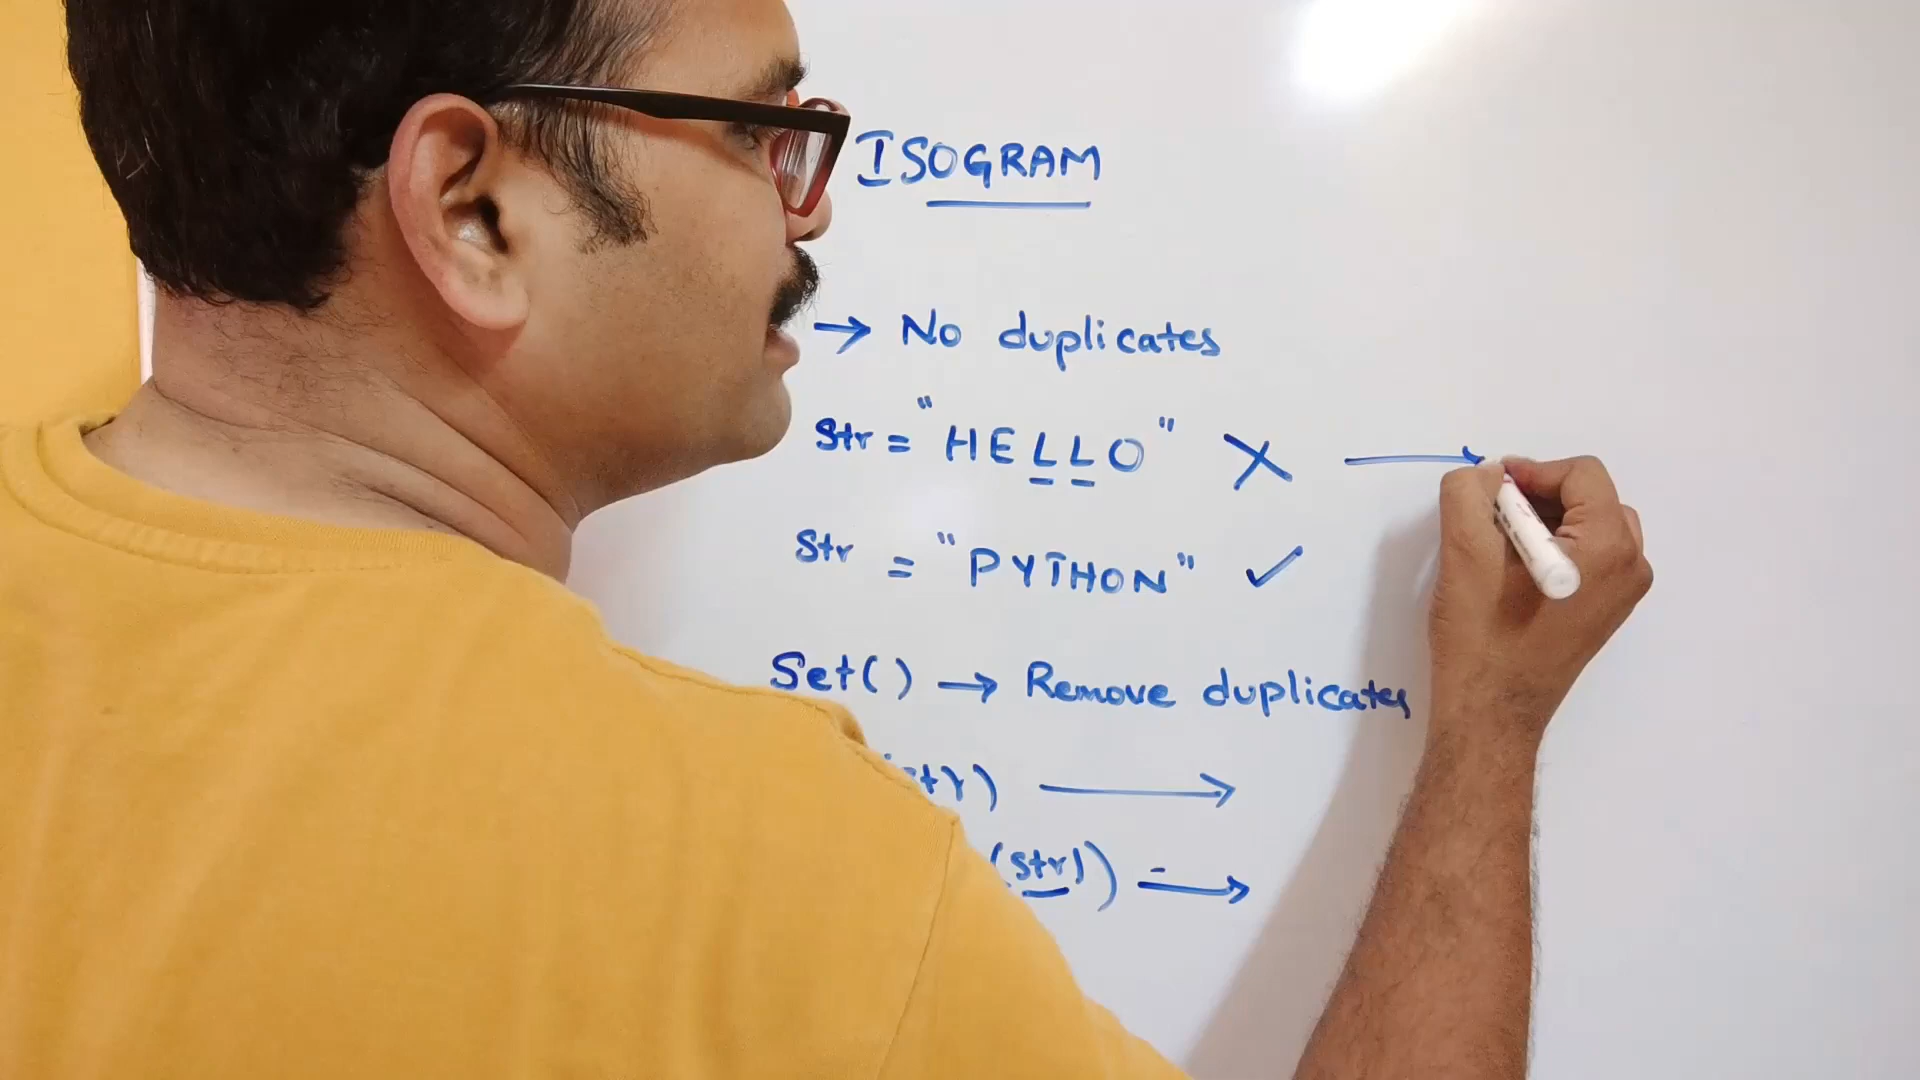 ISOGRAM
→ No duplicates
Str = "HELLO" X →
Str = "PYTHON" ✓
Set() → Remove duplicates
str) →
(str)) →